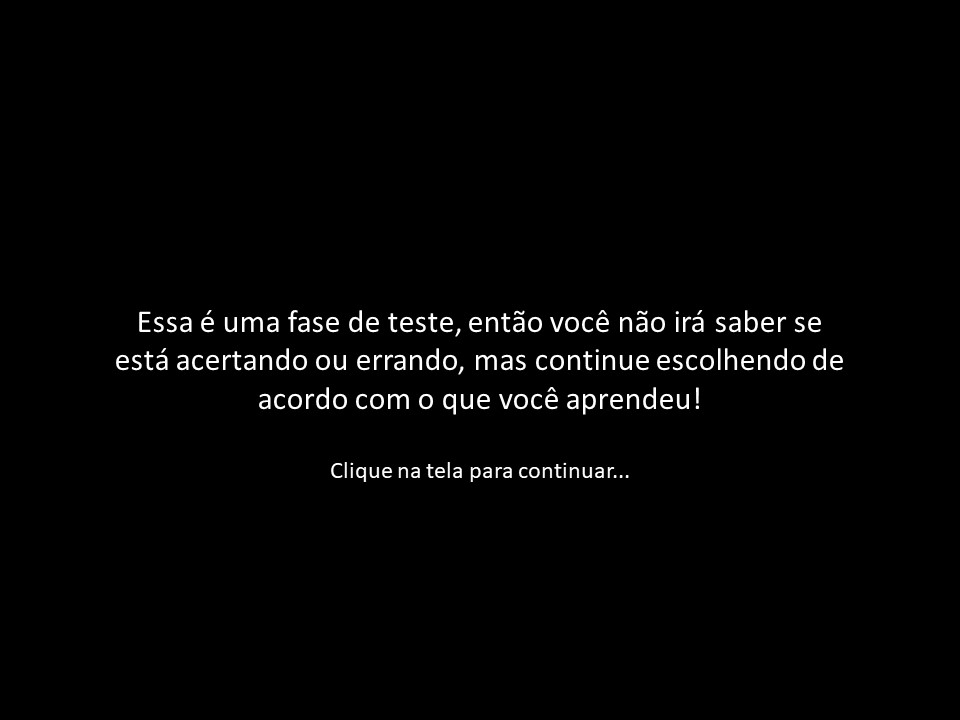 Essa é uma fase de teste, então você não irá saber se
está acertando ou errando, mas continue escolhendo de
acordo com o que você aprendeu!
Clique na tela para continuar...